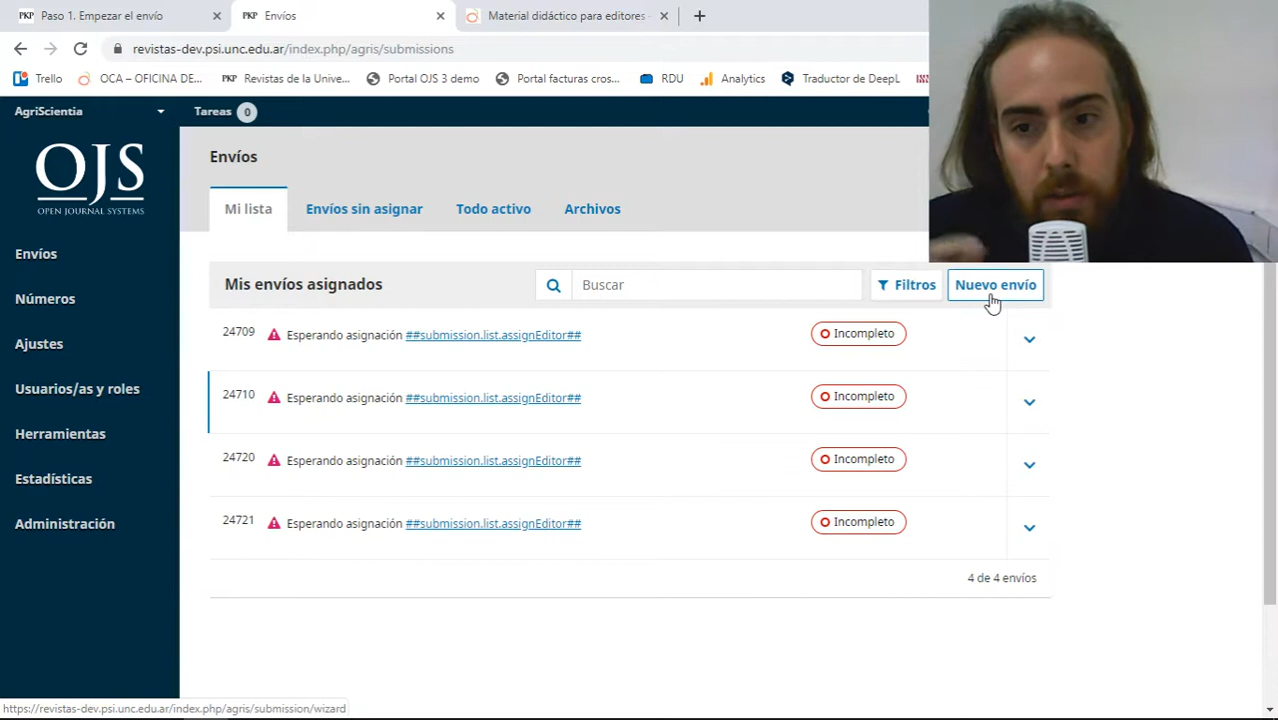 Paso 1. Empezar el envío
Envíos
Material didáctico para editores
revistas-dev.psi.unc.edu.ar/index.php/agris/submissions
Trello
OCA – OFICINA DE...
Revistas de la Unive...
Portal OJS 3 demo
Portal facturas cros...
RDU
Analytics
Traductor de DeepL
AgriScientia
Tareas 0
OJS
OPEN JOURNAL SYSTEMS
Envíos
Números
Ajustes
Usuarios/as y roles
Herramientas
Estadísticas
Administración
Envíos
Mi lista
Envíos sin asignar
Todo activo
Archivos
Mis envíos asignados
Buscar
Filtros
Nuevo envío
24709 Esperando asignación ##submission.list.assignEditor## Incompleto
24710 Esperando asignación ##submission.list.assignEditor## Incompleto
24720 Esperando asignación ##submission.list.assignEditor## Incompleto
24721 Esperando asignación ##submission.list.assignEditor## Incompleto
4 de 4 envíos
https://revistas-dev.psi.unc.edu.ar/index.php/agris/submission/wizard